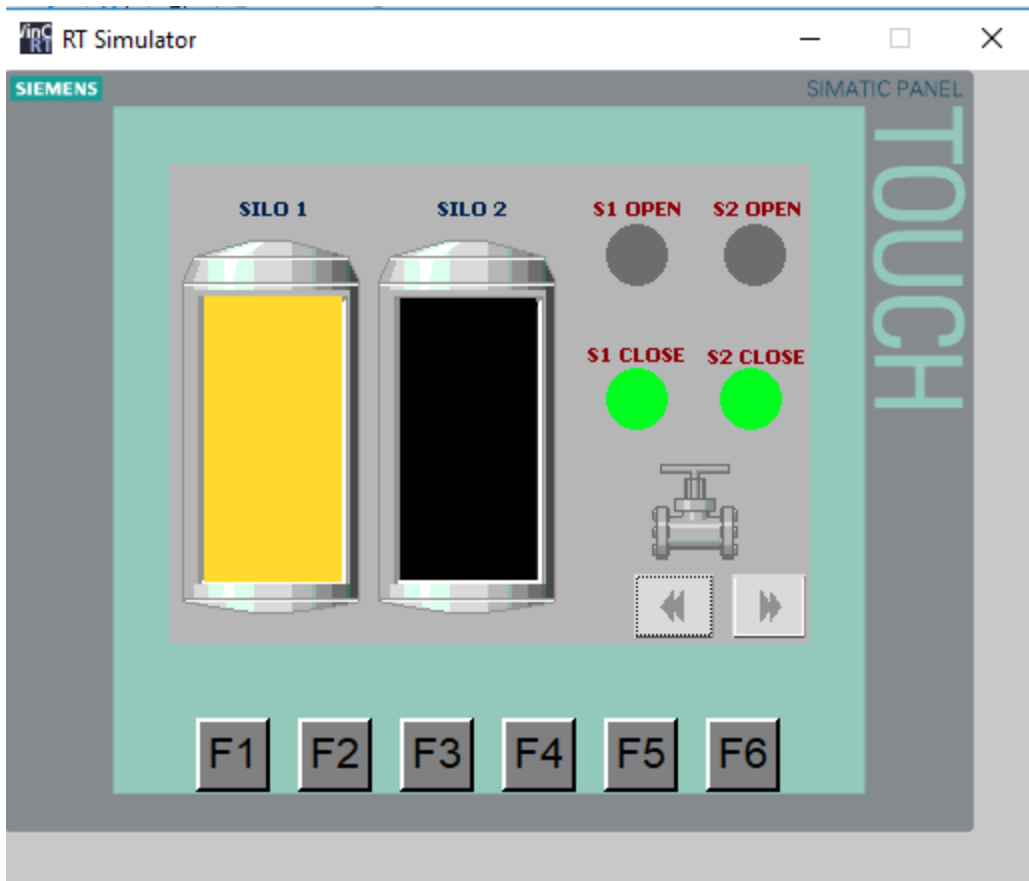 RT Simulator
SIEMENS
SIMATIC PANEL
TOUCH
SILO 1
SILO 2
S1 OPEN
S2 OPEN
S1 CLOSE
S2 CLOSE
F1
F2
F3
F4
F5
F6